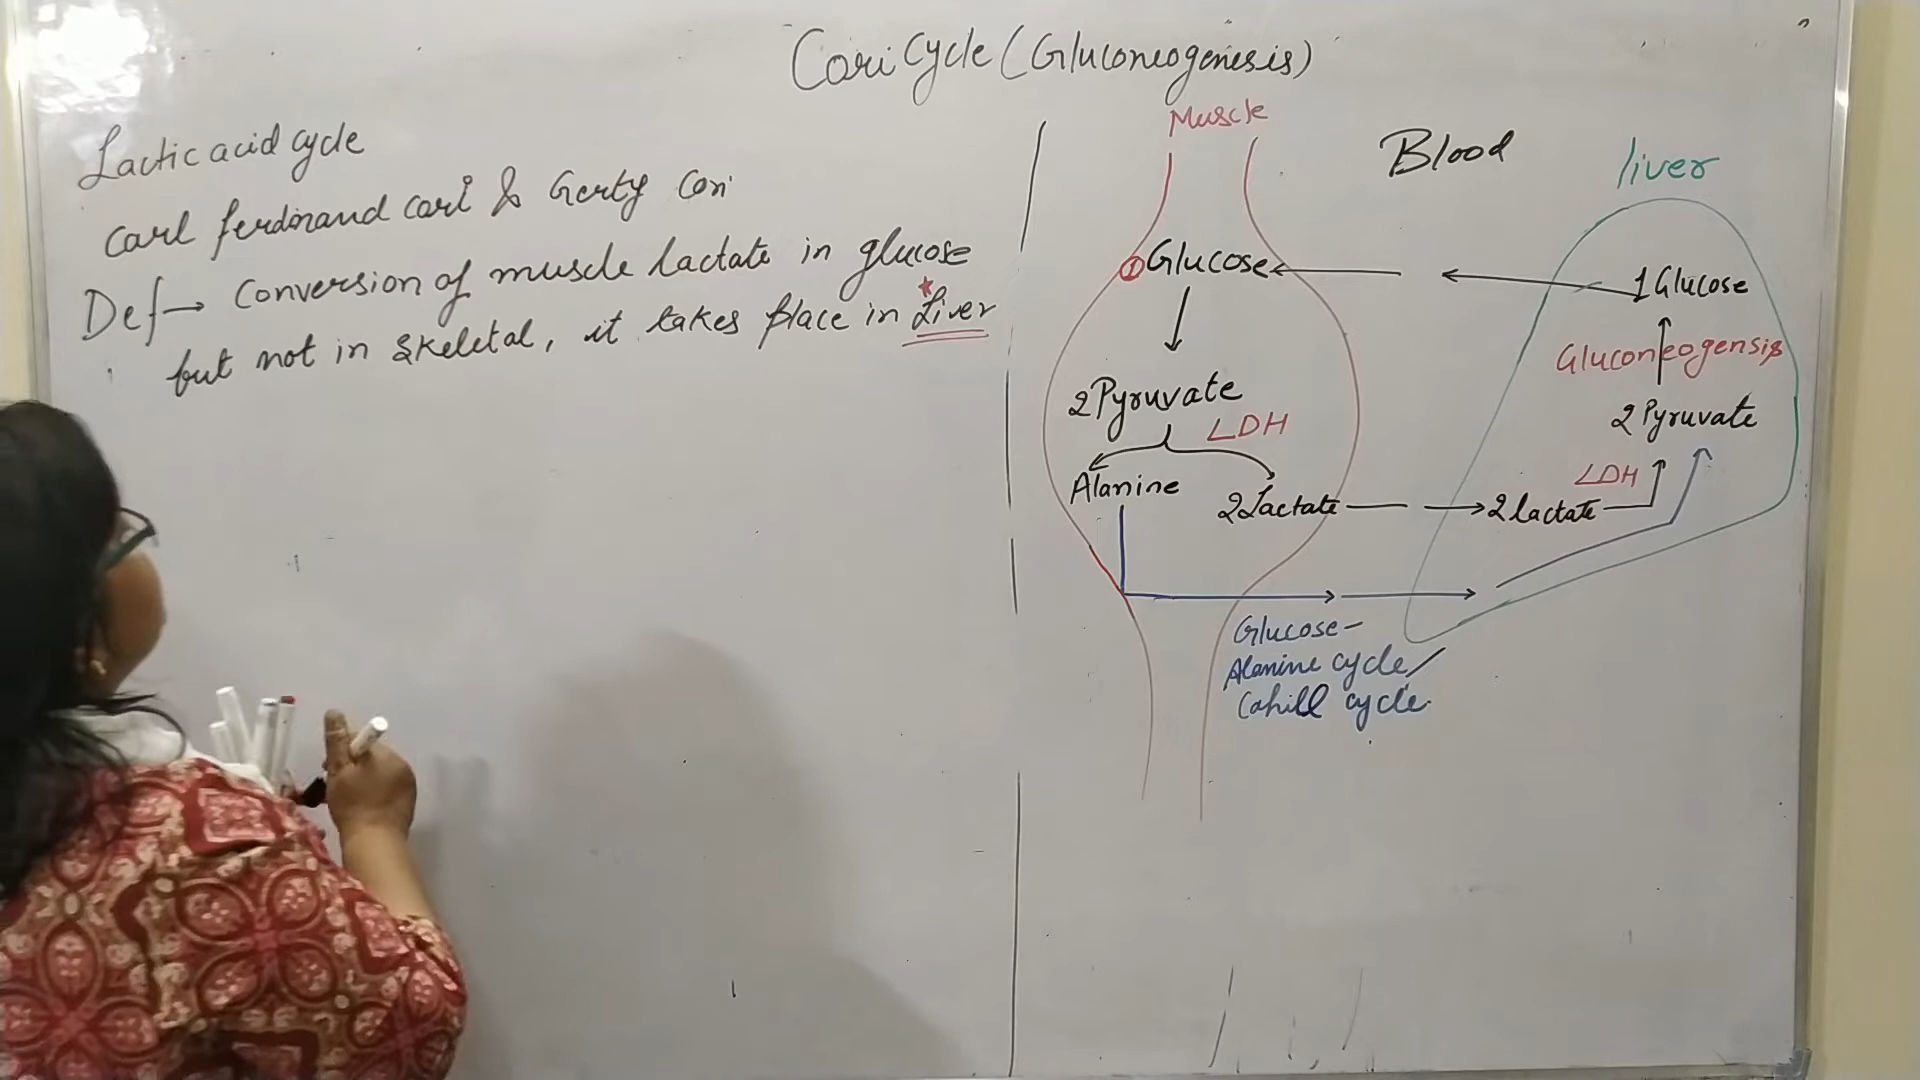 Cori Cycle (Gluconeogenesis)
Lactic acid cycle
Carl ferdinand cori & Gerty Cori
Def → Conversion of muscle lactate in glucose
but not in skeletal, it takes place in Liver
Muscle
Blood
liver
① Glucose
1 Glucose
Gluconeogensis
2 Pyruvate
LDH
2 Pyruvate
LDH
Alanine
2 Lactate
2 lactate
Glucose-
Alanine cycle/
Cahill cycle.